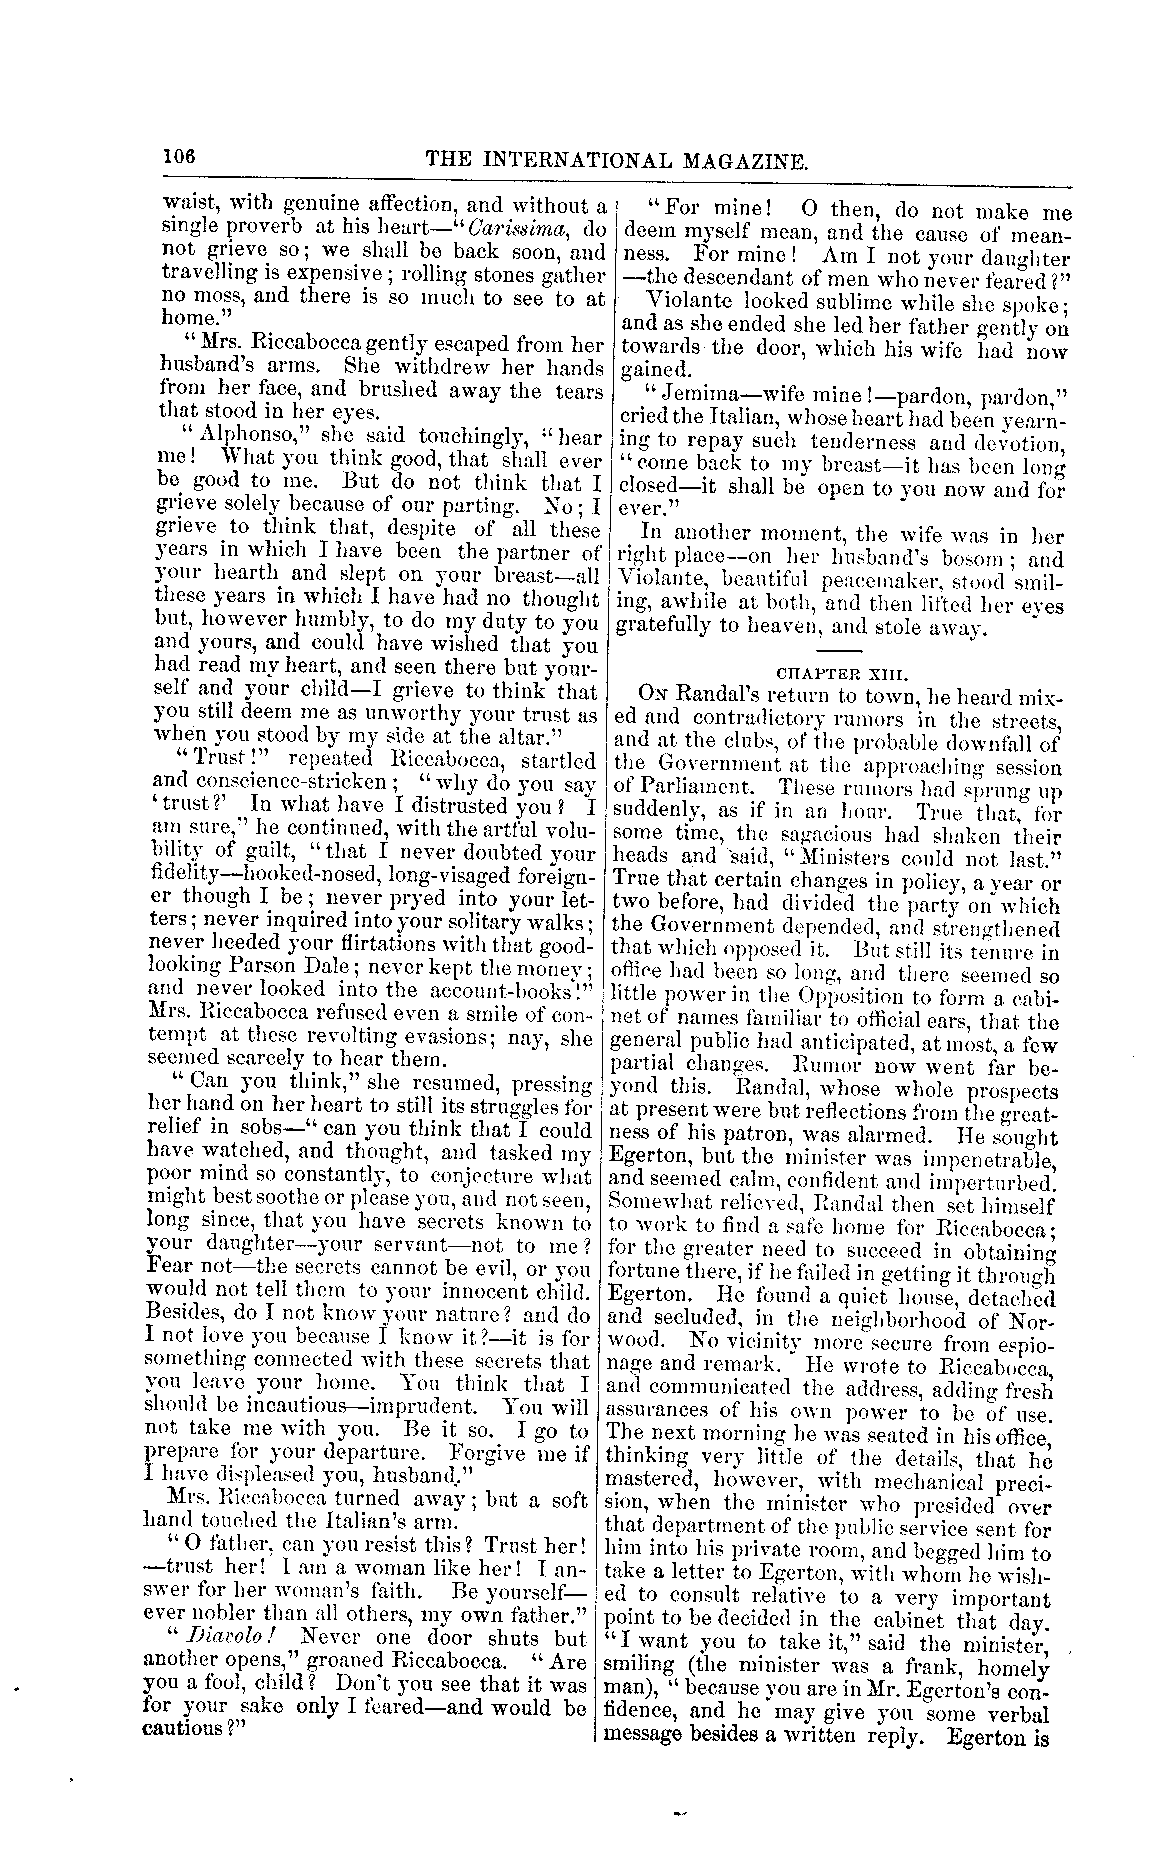 106 THE INTERNATIONAL MAGAZINE.
waist, with genuine affection, and without a
single proverb at his heart—"Carissima, do
not grieve so; we shall be back soon, and
travelling is expensive; rolling stones gather
no moss, and there is so much to see to at
home."
"Mrs. Riccabocca gently escaped from her
husband's arms. She withdrew her hands
from her face, and brushed away the tears
that stood in her eyes.
"Alphonso," she said touchingly, "hear
me! What you think good, that shall ever
be good to me. But do not think that I
grieve solely because of our parting. No; I
grieve to think that, despite of all these
years in which I have been the partner of
your hearth and slept on your breast—all
these years in which I have had no thought
but, however humbly, to do my duty to you
and yours, and could have wished that you
had read my heart, and seen there but your-
self and your child—I grieve to think that
you still deem me as unworthy your trust as
when you stood by my side at the altar."
"Trust!" repeated Riccabocca, startled
and conscience-stricken; "why do you say
'trust?' In what have I distrusted you? I
am sure," he continued, with the artful volu-
bility of guilt, "that I never doubted your
fidelity—hooked-nosed, long-visaged foreign-
er though I be; never pryed into your let-
ters; never inquired into your solitary walks;
never heeded your flirtations with that good-
looking Parson Dale; never kept the money;
and never looked into the account-books!"
Mrs. Riccabocca refused even a smile of con-
tempt at these revolting evasions; nay, she
seemed scarcely to hear them.
"Can you think," she resumed, pressing
her hand on her heart to still its struggles for
relief in sobs—"can you think that I could
have watched, and thought, and tasked my
poor mind so constantly, to conjecture what
might best soothe or please you, and not seen,
long since, that you have secrets known to
your daughter—your servant—not to me?
Fear not—the secrets cannot be evil, or you
would not tell them to your innocent child.
Besides, do I not know your nature? and do
I not love you because I know it?—it is for
something connected with these secrets that
you leave your home. You think that I
should be incautious—imprudent. You will
not take me with you. Be it so. I go to
prepare for your departure. Forgive me if
I have displeased you, husband."
Mrs. Riccabocca turned away; but a soft
hand touched the Italian's arm.
"O father, can you resist this? Trust her!
—trust her! I am a woman like her! I an-
swer for her woman's faith. Be yourself—
ever nobler than all others, my own father."
"Diavolo! Never one door shuts but
another opens," groaned Riccabocca. "Are
you a fool, child? Don't you see that it was
for your sake only I feared—and would be
cautious?"
"For mine! O then, do not make me
deem myself mean, and the cause of mean-
ness. For mine! Am I not your daughter
—the descendant of men who never feared?"
Violante looked sublime while she spoke;
and as she ended she led her father gently on
towards the door, which his wife had now
gained.
"Jemima—wife mine!—pardon, pardon,"
cried the Italian, whose heart had been yearn-
ing to repay such tenderness and devotion,
"come back to my breast—it has been long
closed—it shall be open to you now and for
ever."
In another moment, the wife was in her
right place—on her husband's bosom; and
Violante, beautiful peacemaker, stood smil-
ing, awhile at both, and then lifted her eyes
gratefully to heaven, and stole away.
CHAPTER XIII.
ON Randal's return to town, he heard mix-
ed and contradictory rumors in the streets,
and at the clubs, of the probable downfall of
the Government at the approaching session
of Parliament. These rumors had sprung up
suddenly, as if in an hour. True that, for
some time, the sagacious had shaken their
heads and said, "Ministers could not last."
True that certain changes in policy, a year or
two before, had divided the party on which
the Government depended, and strengthened
that which opposed it. But still its tenure in
office had been so long, and there seemed so
little power in the Opposition to form a cabi-
net of names familiar to official ears, that the
general public had anticipated, at most, a few
partial changes. Rumor now went far be-
yond this. Randal, whose whole prospects
at present were but reflections from the great-
ness of his patron, was alarmed. He sought
Egerton, but the minister was impenetrable,
and seemed calm, confident and imperturbed.
Somewhat relieved, Randal then set himself
to work to find a safe home for Riccabocca;
for the greater need to succeed in obtaining
fortune there, if he failed in getting it through
Egerton. He found a quiet house, detached
and secluded, in the neighborhood of Nor-
wood. No vicinity more secure from espio-
nage and remark. He wrote to Riccabocca,
and communicated the address, adding fresh
assurances of his own power to be of use.
The next morning he was seated in his office,
thinking very little of the details, that he
mastered, however, with mechanical preci-
sion, when the minister who presided over
that department of the public service sent for
him into his private room, and begged him to
take a letter to Egerton, with whom he wish-
ed to consult relative to a very important
point to be decided in the cabinet that day.
"I want you to take it," said the minister,
smiling (the minister was a frank, homely
man), "because you are in Mr. Egerton's con-
fidence, and he may give you some verbal
message besides a written reply. Egerton is